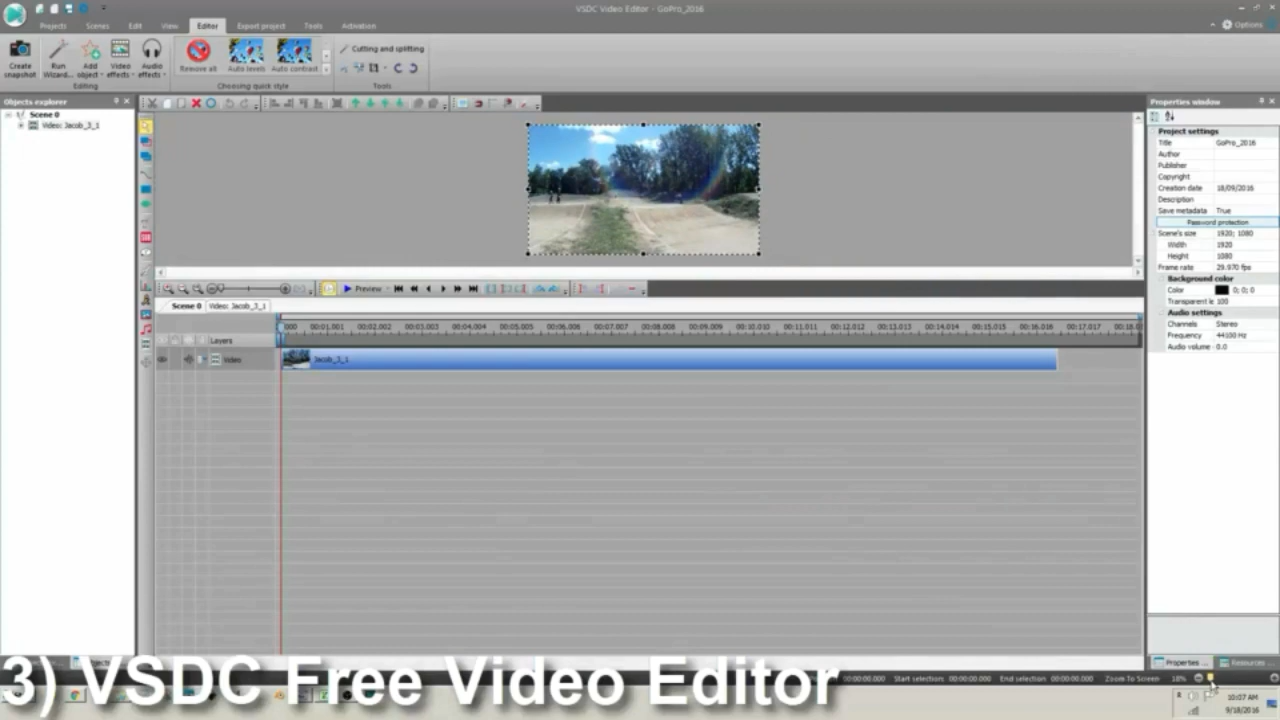 VSDC Video Editor - GoPro_2016
Projects Scenes Edit View Editor Export project Tools Activation
Options
Create snapshot
Run Wizard...
Add object
Video effects
Audio effects
Remove all
Auto levels
Auto contrast
Cutting and splitting
Editing
Choosing quick style
Tools
Objects explorer
Scene 0
Video: Jacob_3_1
Properties window
Project settings
Title GoPro_2016
Author
Publisher
Copyright
Creation date 18/09/2016
Description
Save metadata True
Password protection
Scene's size 1920; 1080
Width 1920
Height 1080
Frame rate 29.970 fps
Background color
Color 0; 0; 0
Transparent le 100
Audio settings
Channels Stereo
Frequency 44100 Hz
Audio volume 0.0
Preview
Scene 0 Video: Jacob_3_1
000 00:01.001 00:02.002 00:03.003 00:04.004 00:05.005 00:06.006 00:07.007 00:08.008 00:09.009 00:10.010 00:11.011 00:12.012 00:13.013 00:14.014 00:15.015 00:16.016 00:17.017 00:18.0
Layers
Video Jacob_3_1
Properties ... Resources ...
00:00:00.000 Start selection: 00:00:00.000 End selection: 00:00:00.000 Zoom To Screen 18%
3) VSDC Free Video Editor
10:07 AM
9/18/2016